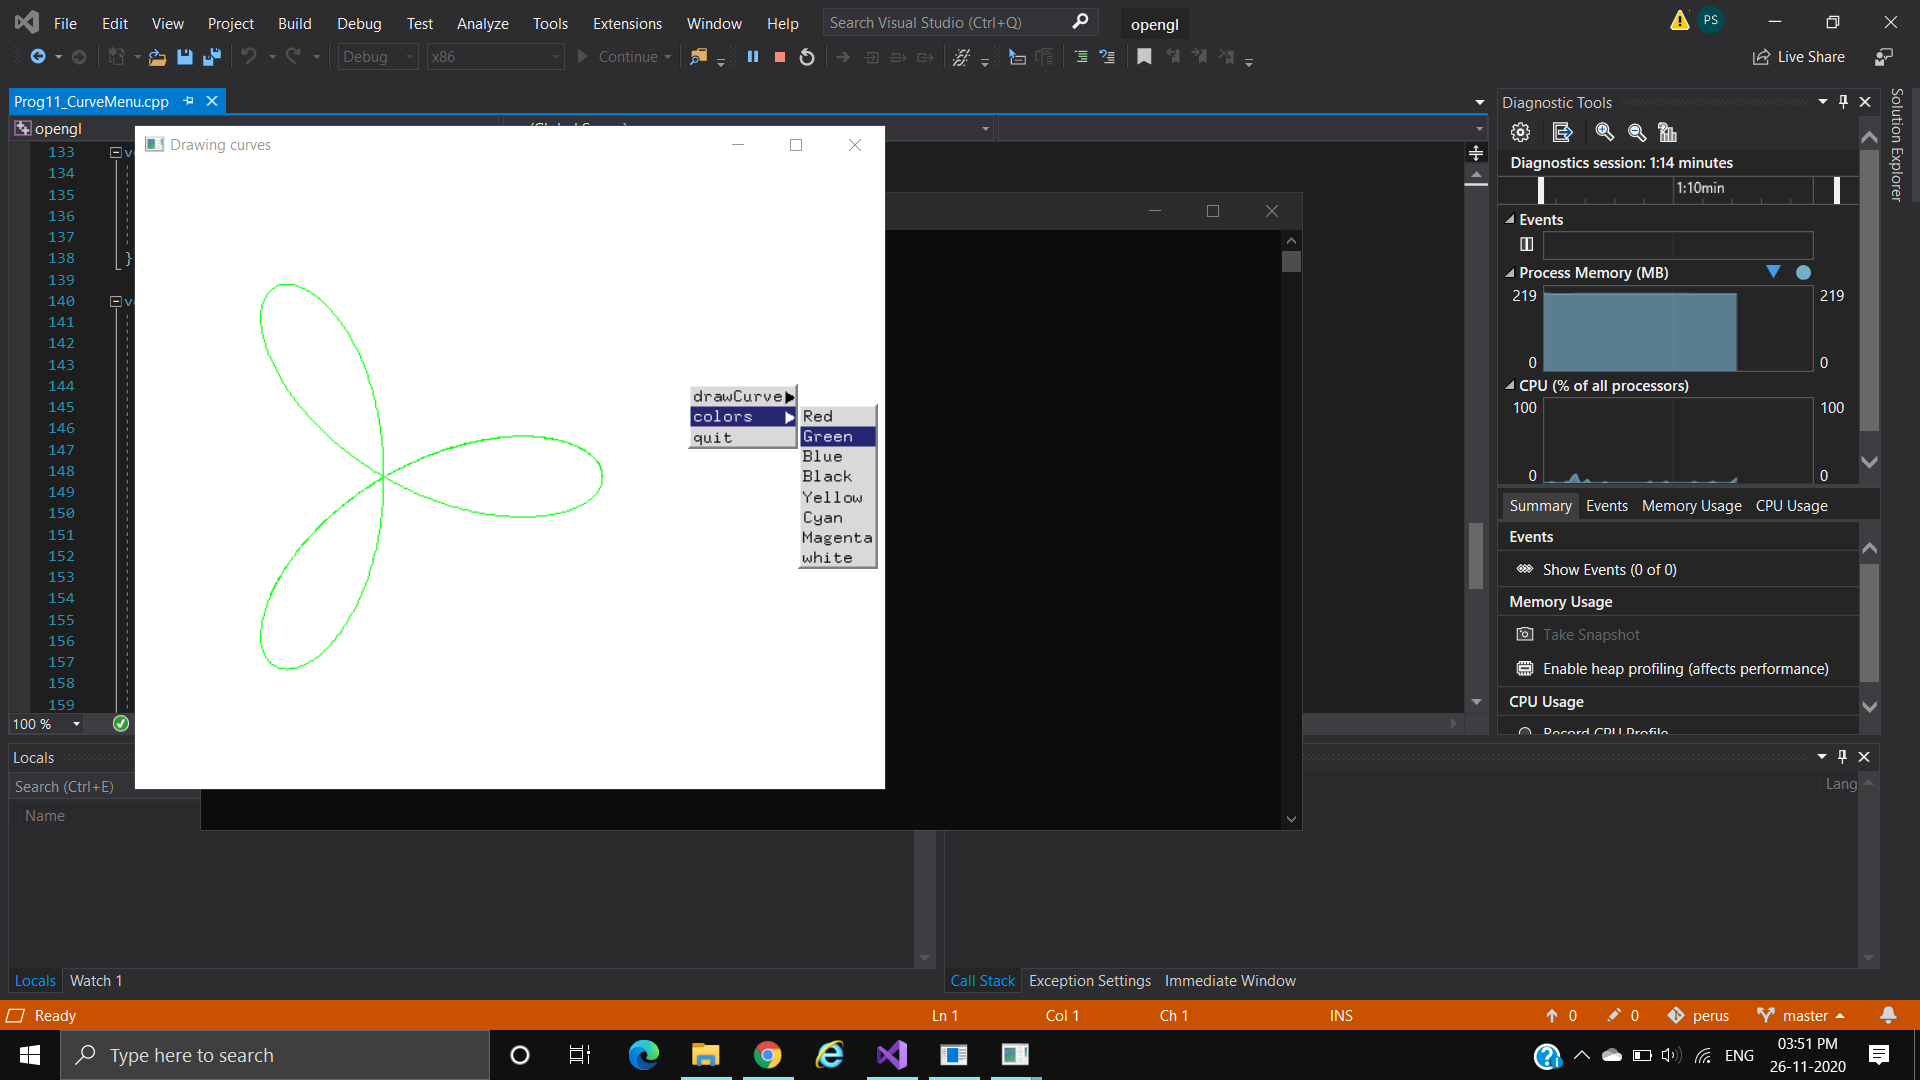 File Edit View Project Build Debug Test Analyze Tools Extensions Window Help Search Visual Studio (Ctrl+Q) opengl PS
Debug x86 Continue Live Share
Prog11_CurveMenu.cpp
opengl
Drawing curves
133
134
135
136
137
138 }
139
140
141
142
143
144
145
146
147
148
149
150
151
152
153
154
155
156
157
158
159
drawCurve
colors
quit
Red
Green
Blue
Black
Yellow
Cyan
Magenta
white
100 %
Diagnostic Tools
Diagnostics session: 1:14 minutes
1:10min
Events
Process Memory (MB)
219 219
0 0
CPU (% of all processors)
100 100
0 0
Summary Events Memory Usage CPU Usage
Events
Show Events (0 of 0)
Memory Usage
Take Snapshot
Enable heap profiling (affects performance)
CPU Usage
Record CPU Profile
Solution Explorer
Locals
Search (Ctrl+E)
Name
Lang
Locals Watch 1
Call Stack Exception Settings Immediate Window
Ready Ln 1 Col 1 Ch 1 INS 0 0 perus master
Type here to search
ENG
03:51 PM
26-11-2020